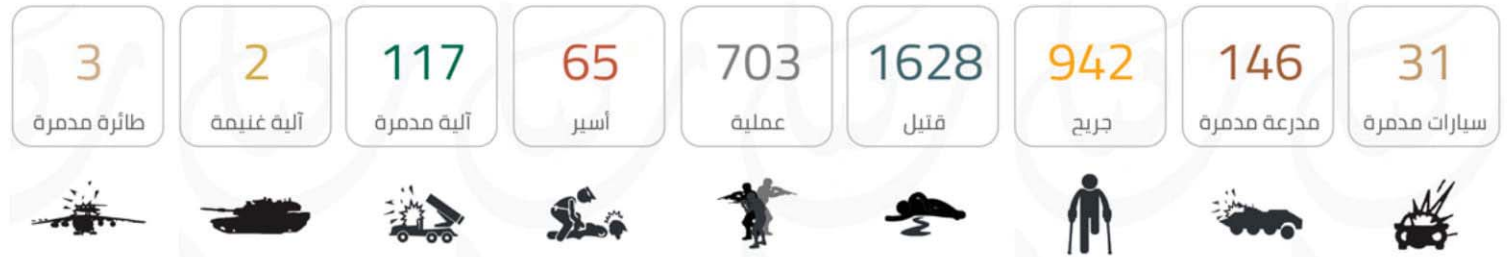 31
سيارات مدمرة
146
مدرعة مدمرة
942
جريح
1628
قتيل
703
عملية
65
أسير
117
آلية مدمرة
2
آلية غنيمة
3
طائرة مدمرة